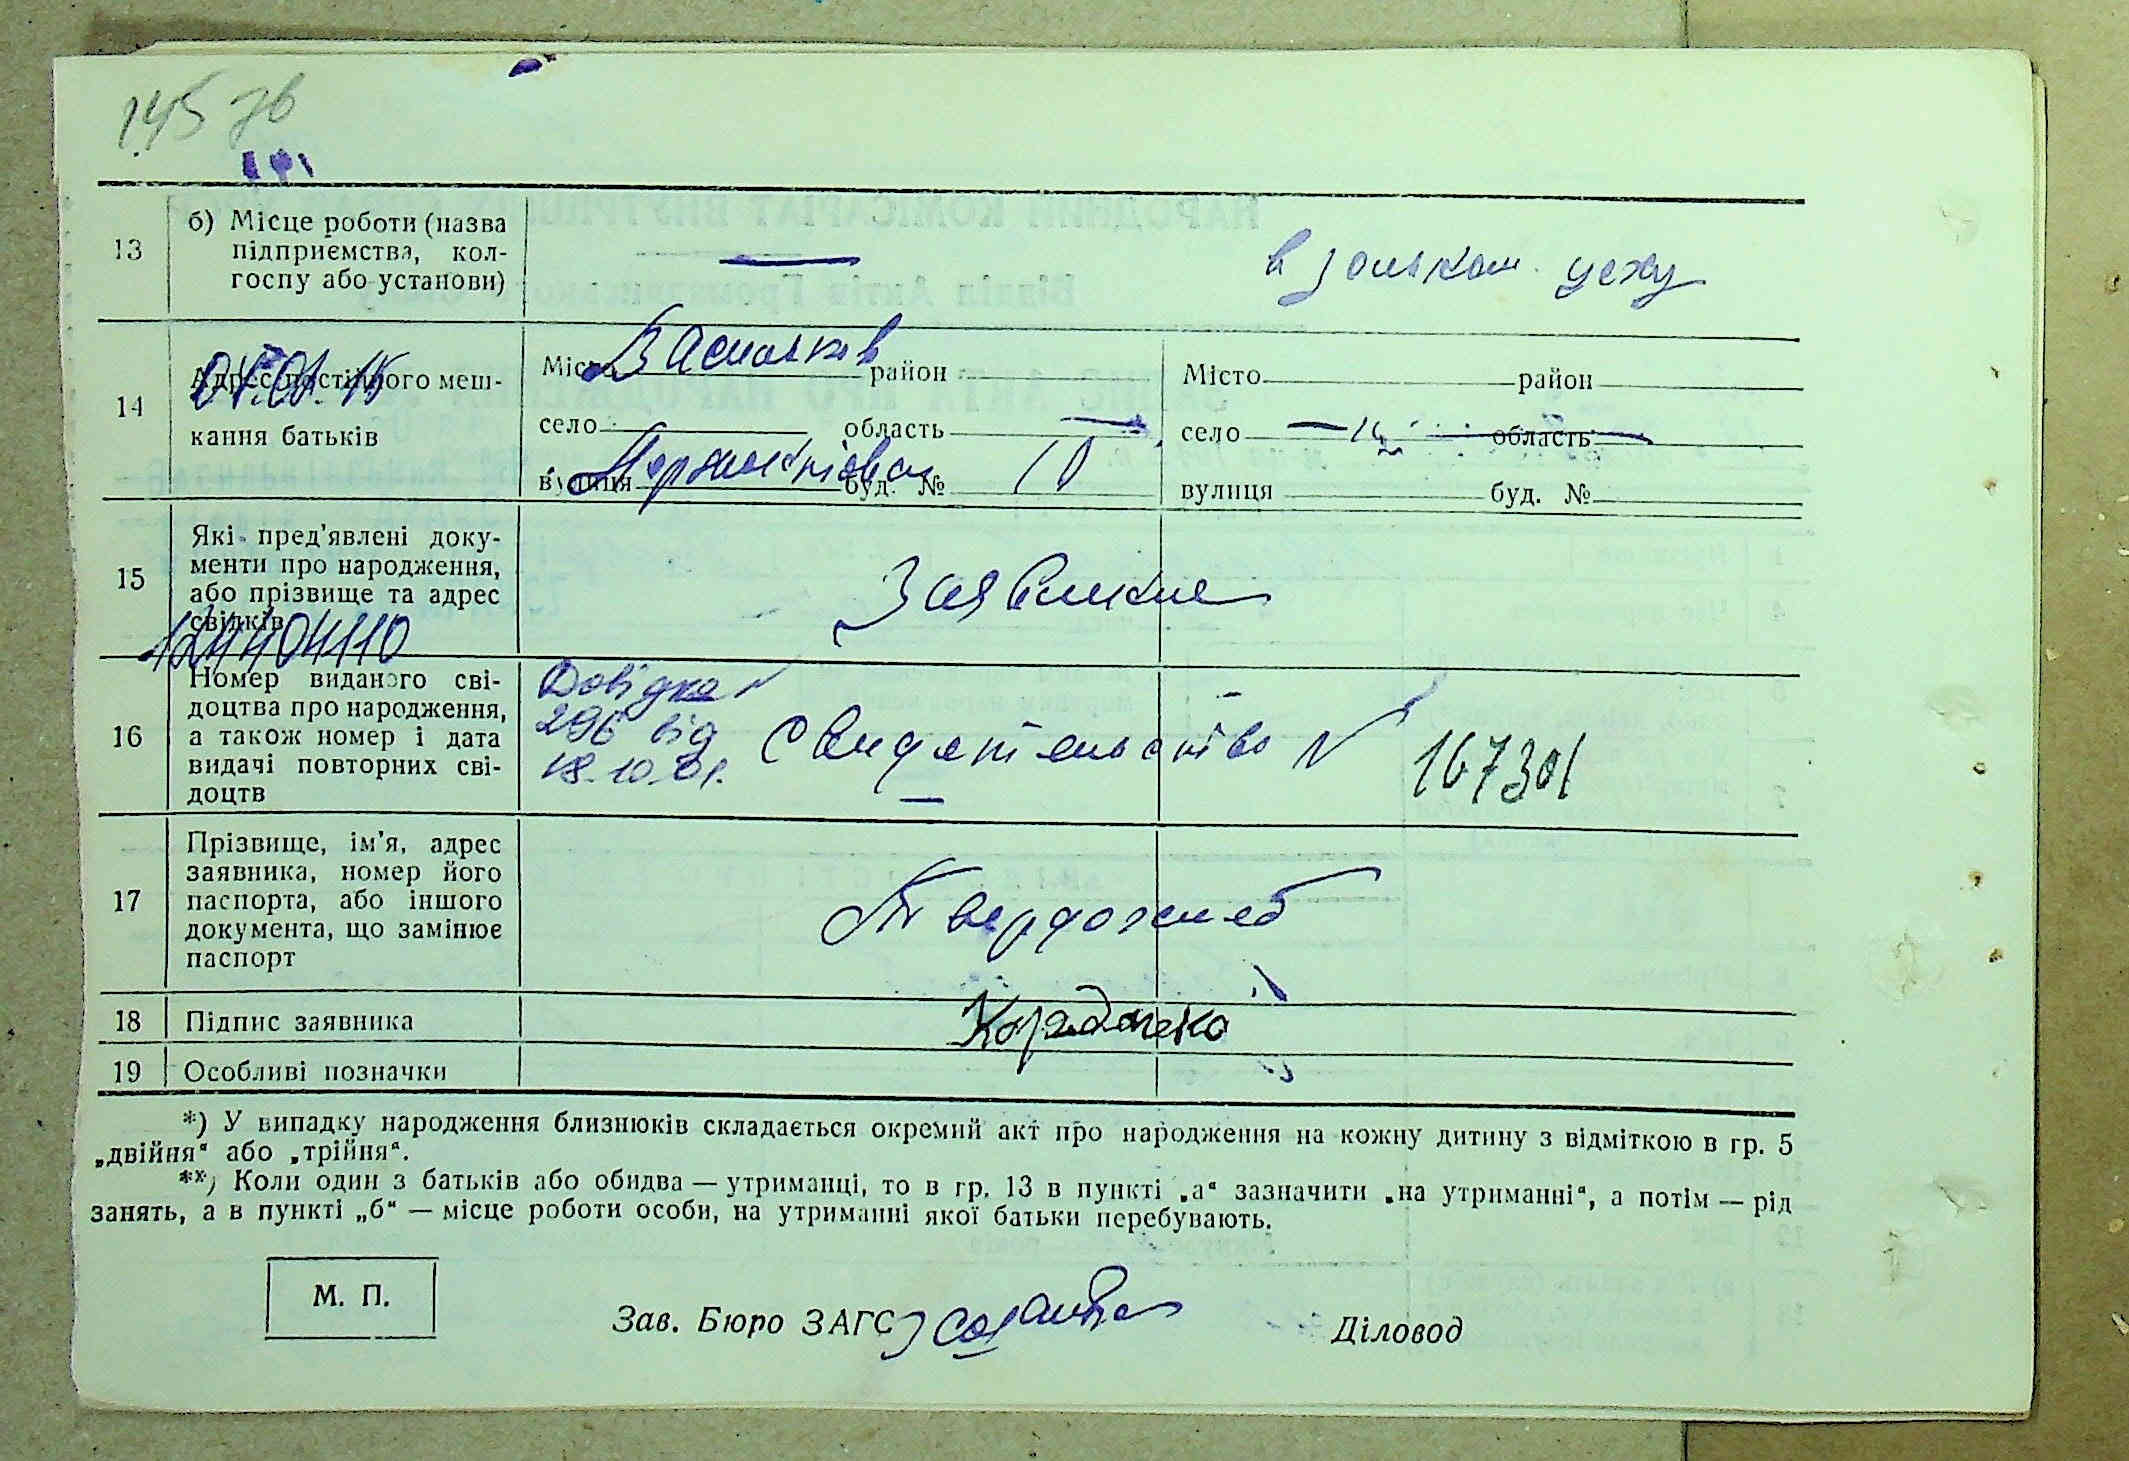 145 зв
13 б) Місце роботи (назва
підприємства, кол-
госпу або установи) — в цеху
14 Адрес постійного меш-
кання батьків
01.01.15
Місто Васильків район
село область —
вулиця буд. № 10
Місто район
село — область —
вулиця буд. №
15 Які пред'явлені доку-
менти про народження,
або прізвище та адрес
свідків
Заявление
16 Номер виданого сві-
доцтва про народження,
а також номер і дата
видачі повторних сві-
доцтв
Довідка
296 від
18.10.01.
Свидетельство № 167301
17 Прізвище, ім'я, адрес
заявника, номер його
паспорта, або іншого
документа, що замінює
паспорт
Твердохлеб
18 Підпис заявника
19 Особливі позначки
*) У випадку народження близнюків складається окремий акт про народження на кожну дитину з відміткою в гр. 5
„двійня“ або „трійня“.
**) Коли один з батьків або обидва — утриманці, то в гр. 13 в пункті „а“ зазначити „на утриманні“, а потім — рід
занять, а в пункті „б“ — місце роботи особи, на утриманні якої батьки перебувають.
М. П.
Зав. Бюро ЗАГС Діловод